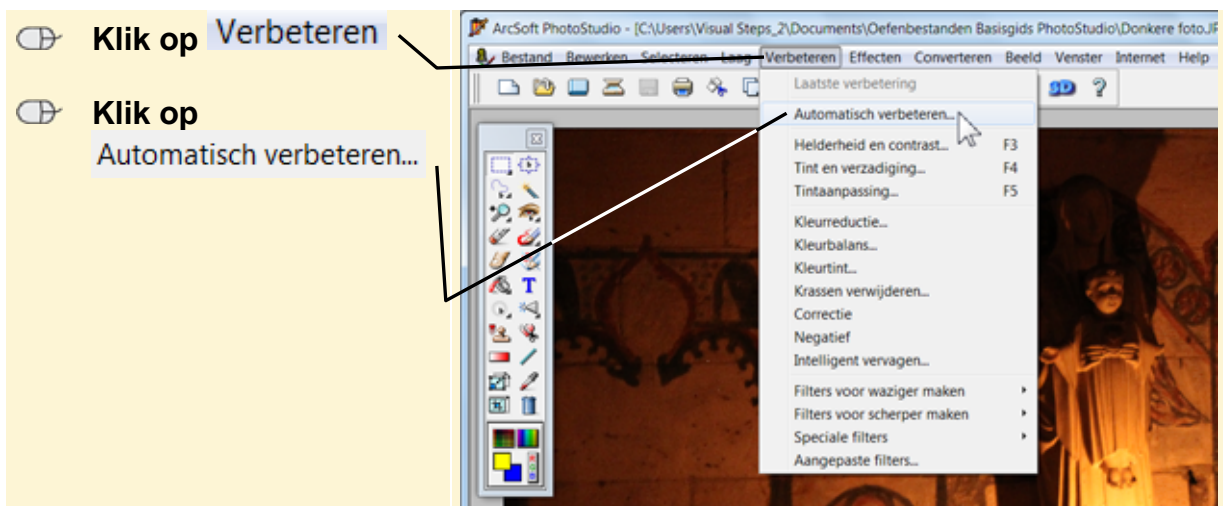 Klik op Verbeteren
Klik op
Automatisch verbeteren...
ArcSoft PhotoStudio - [C:\Users\Visual Steps_2\Documents\Oefenbestanden Basisgids PhotoStudio\Donkere foto.JP
Bestand Bewerken Selecteren Laag Verbeteren Effecten Converteren Beeld Venster Internet Help
3D ?
Laatste verbetering
Automatisch verbeteren...
Helderheid en contrast... F3
Tint en verzadiging... F4
Tintaanpassing... F5
Kleurreductie...
Kleurbalans...
Kleurtint...
Krassen verwijderen...
Correctie
Negatief
Intelligent vervagen...
Filters voor waziger maken
Filters voor scherper maken
Speciale filters
Aangepaste filters...
T